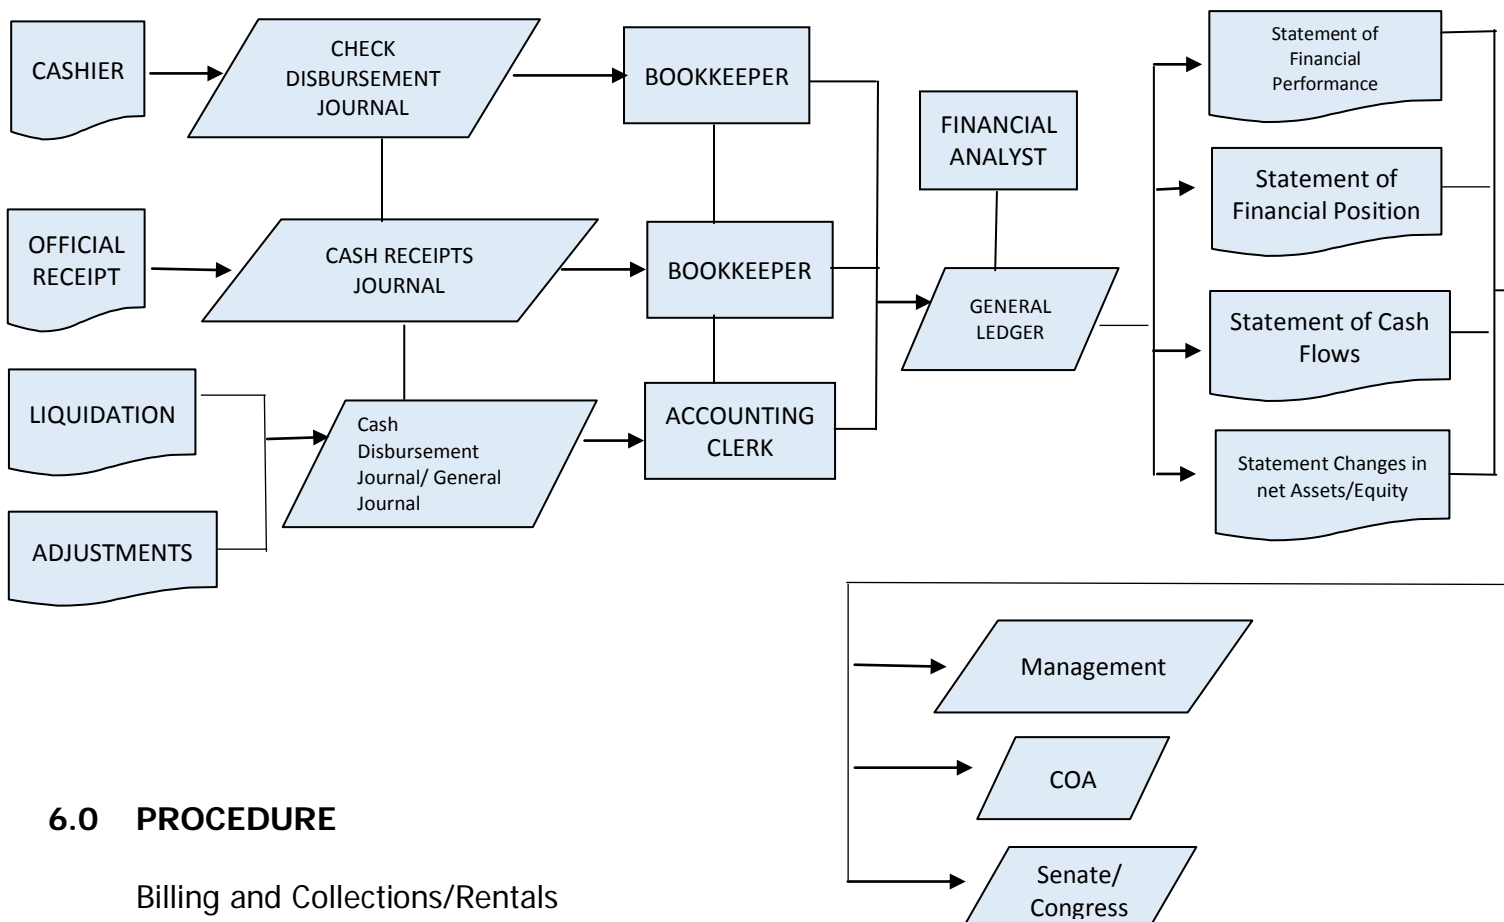 CASHIER
CHECK
DISBURSEMENT
JOURNAL
BOOKKEEPER
FINANCIAL
ANALYST
Statement of
Financial
Performance
OFFICIAL
RECEIPT
CASH RECEIPTS
JOURNAL
BOOKKEEPER
GENERAL
LEDGER
Statement of
Financial Position
Statement of Cash
Flows
LIQUIDATION
Cash
Disbursement
Journal/ General
Journal
ACCOUNTING
CLERK
Statement Changes in
net Assets/Equity
ADJUSTMENTS
Management
COA
Senate/
Congress
6.0 PROCEDURE
Billing and Collections/Rentals